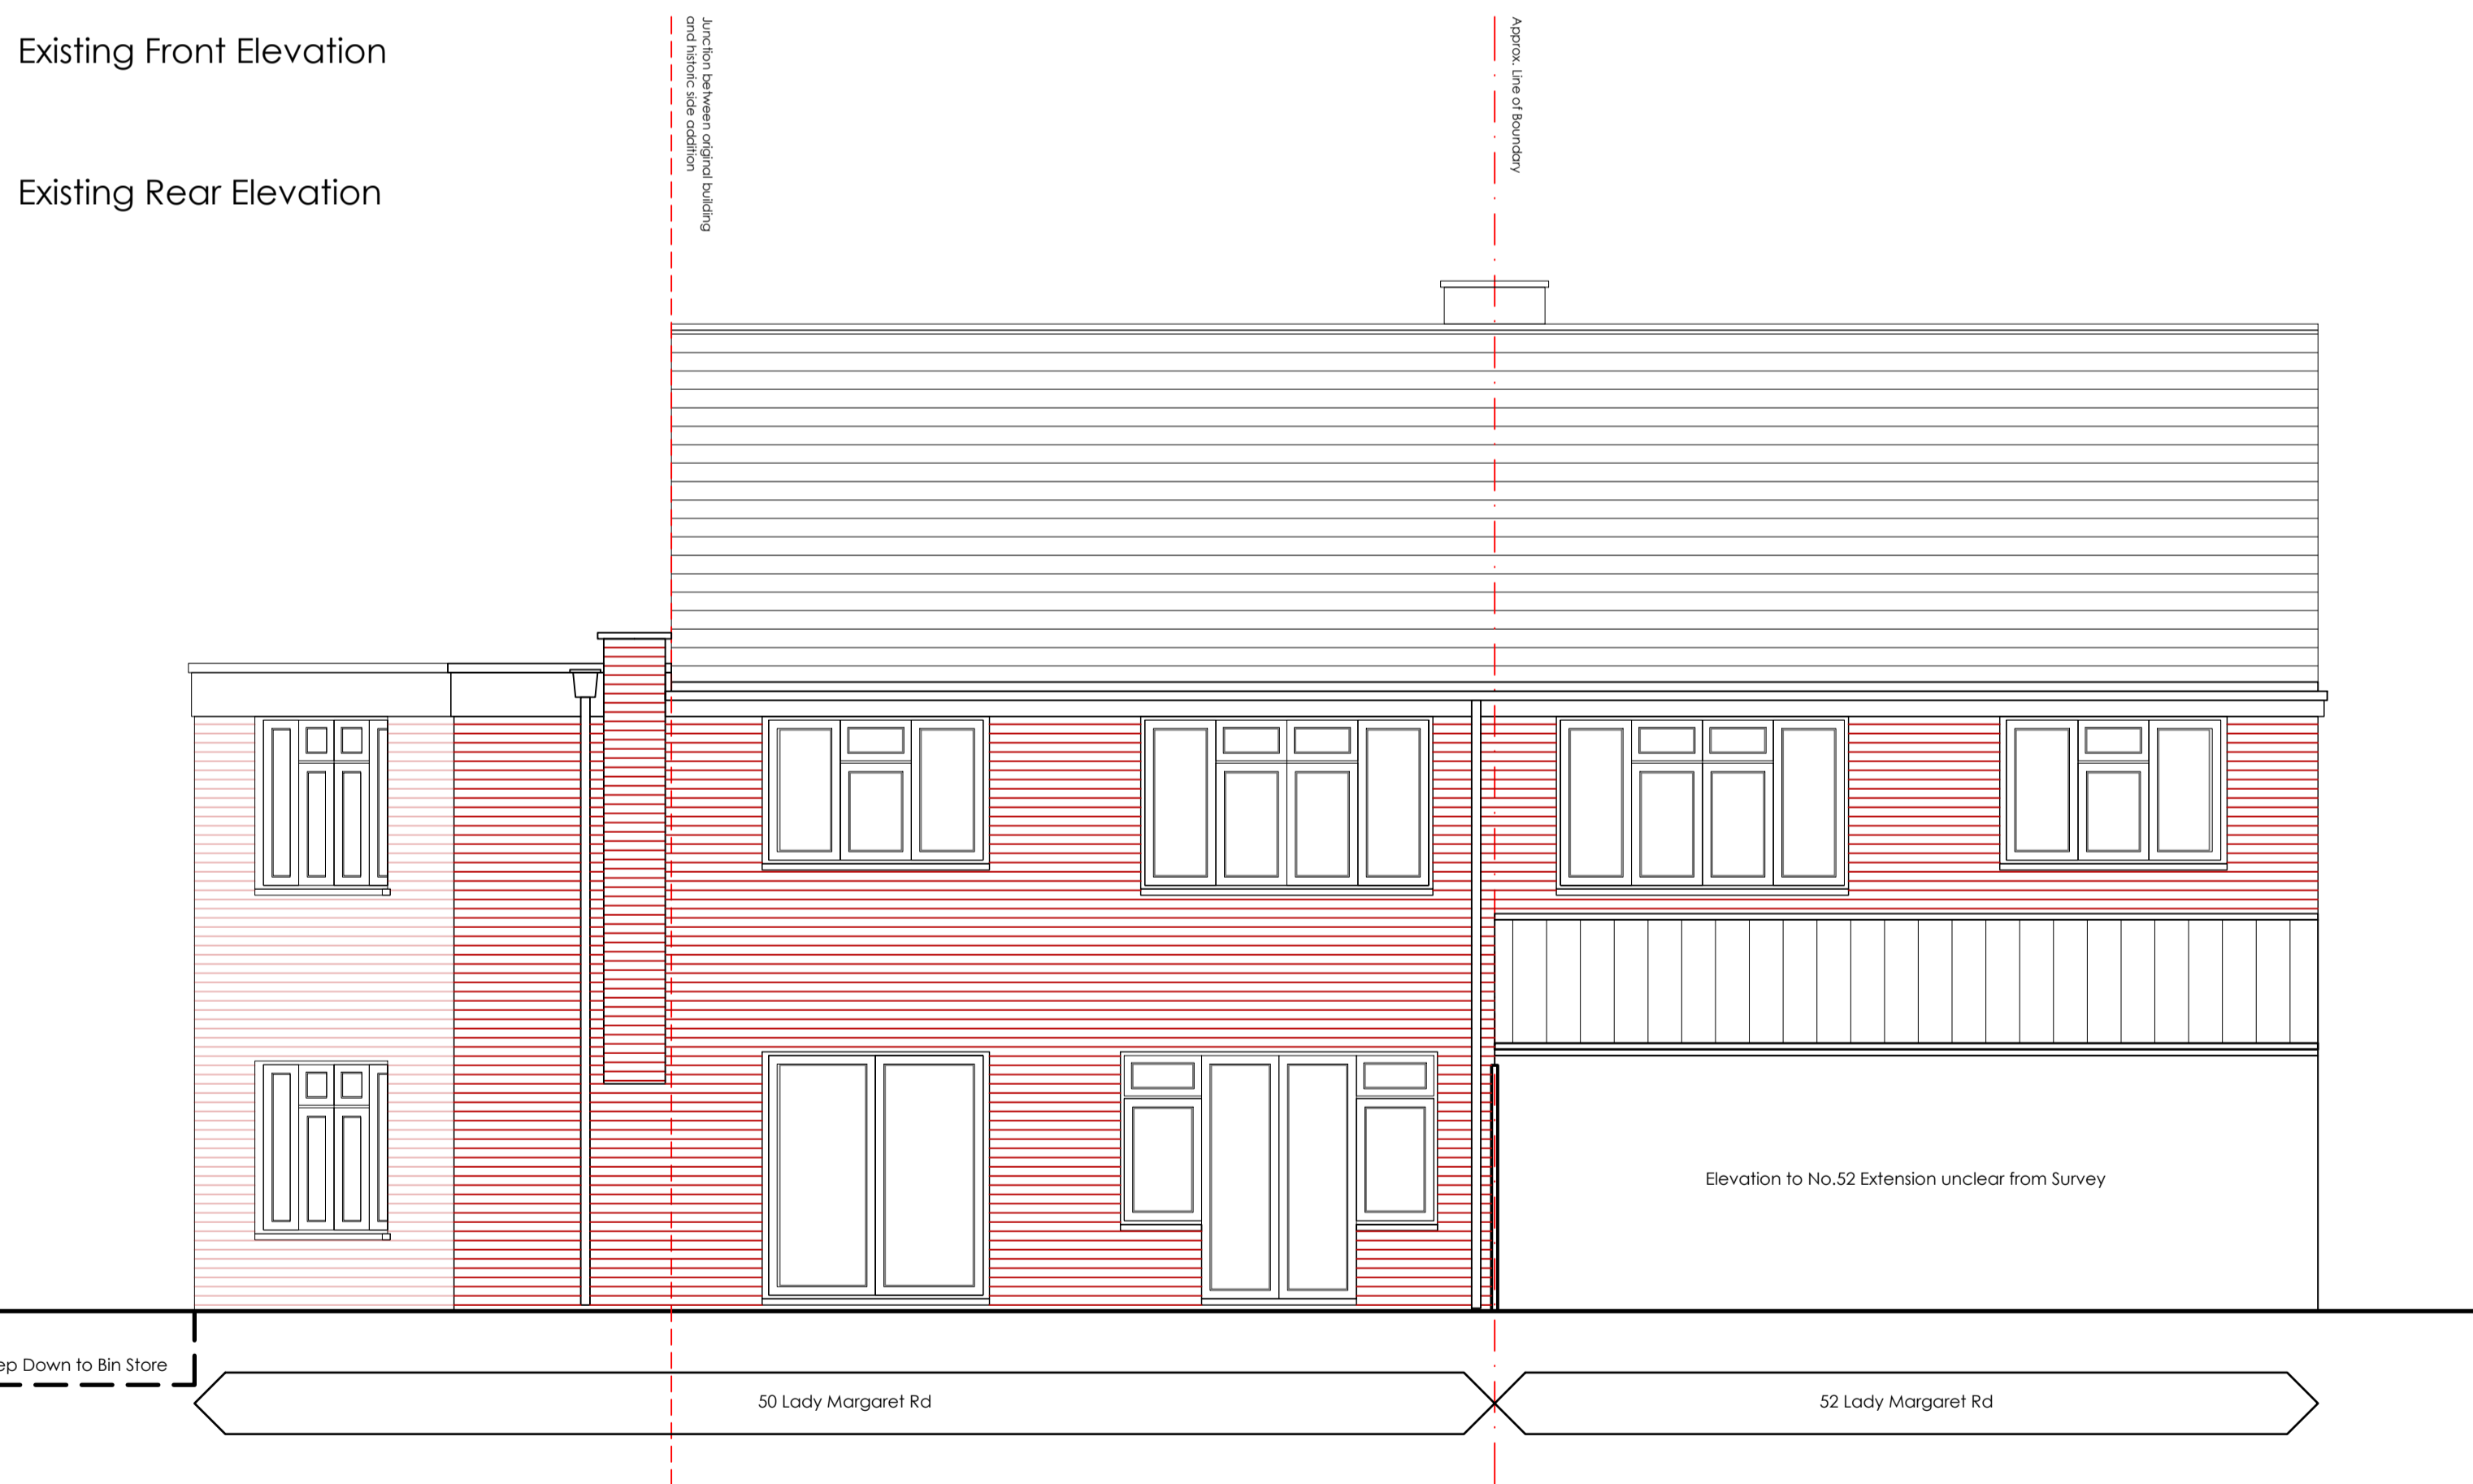 Existing Front Elevation
Existing Rear Elevation
Junction between original building
and historic side addition
Approx. Line of Boundary
Elevation to No.52 Extension unclear from Survey
Down to Bin Store
50 Lady Margaret Rd
52 Lady Margaret Rd